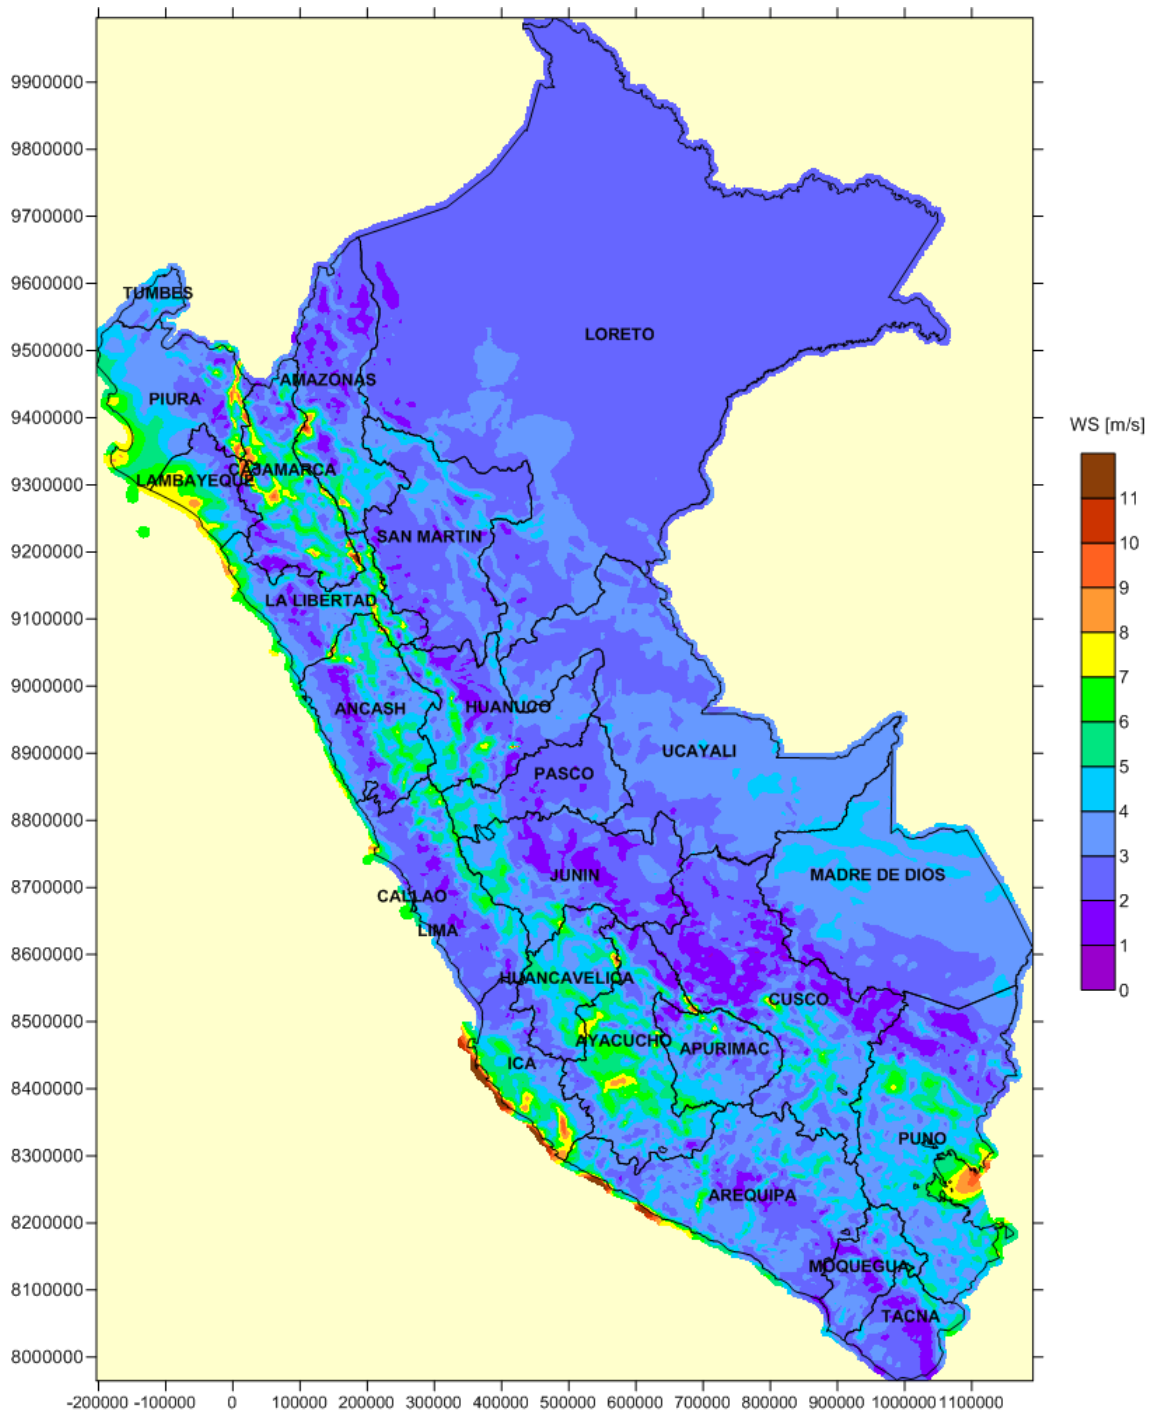 9900000
9800000
9700000
9600000
TUMBES
9500000
LORETO
AMAZONAS
9400000
PIURA
WS [m/s]
CAJAMARCA
9300000
LAMBAYEQUE
11
SAN MARTIN
10
9200000
9
LA LIBERTAD
8
9100000
7
9000000
ANCASH
HUANUCO
6
8900000
UCAYALI
PASCO
5
8800000
4
3
JUNIN
MADRE DE DIOS
8700000
CALLAO
2
LIMA
1
8600000
HUANCAVELICA
CUSCO
0
8500000
AYACUCHO
APURIMAC
ICA
8400000
PUNO
8300000
AREQUIPA
8200000
MOQUEGUA
8100000
TACNA
8000000
-200000 -100000 0 100000 200000 300000 400000 500000 600000 700000 800000 900000 1000000 1100000